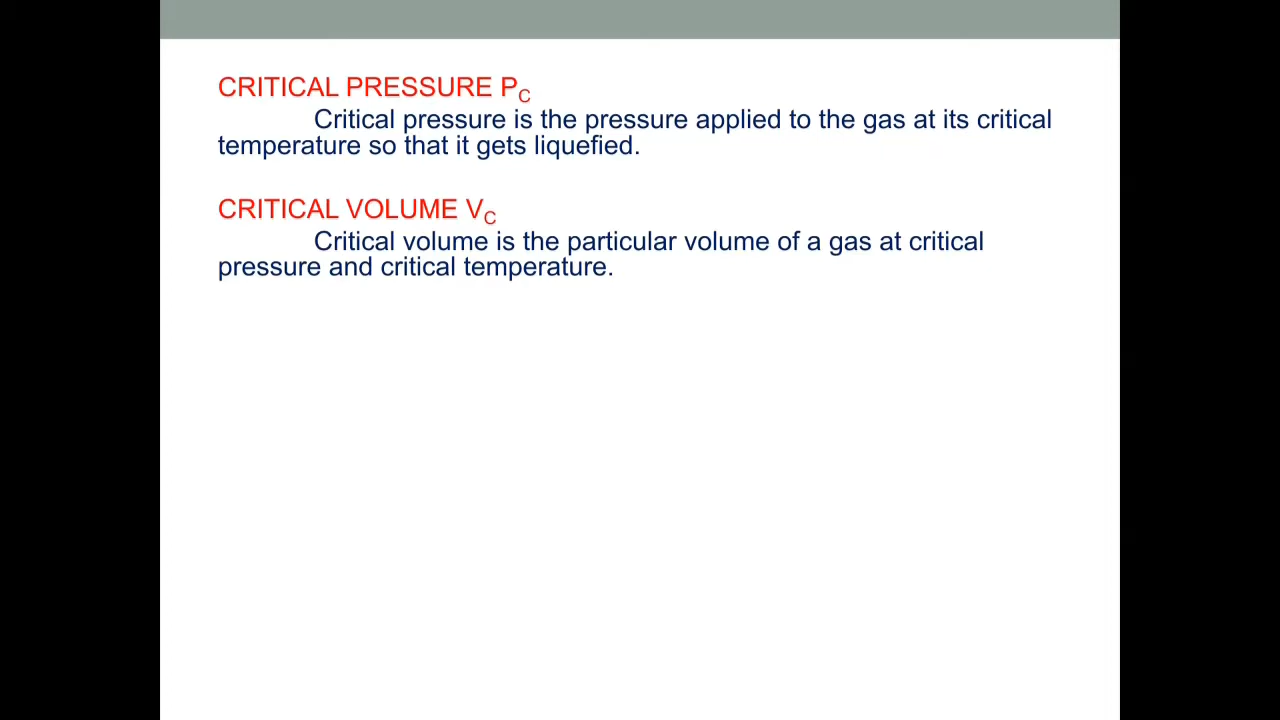 CRITICAL PRESSURE PC
Critical pressure is the pressure applied to the gas at its critical
temperature so that it gets liquefied.
CRITICAL VOLUME VC
Critical volume is the particular volume of a gas at critical
pressure and critical temperature.